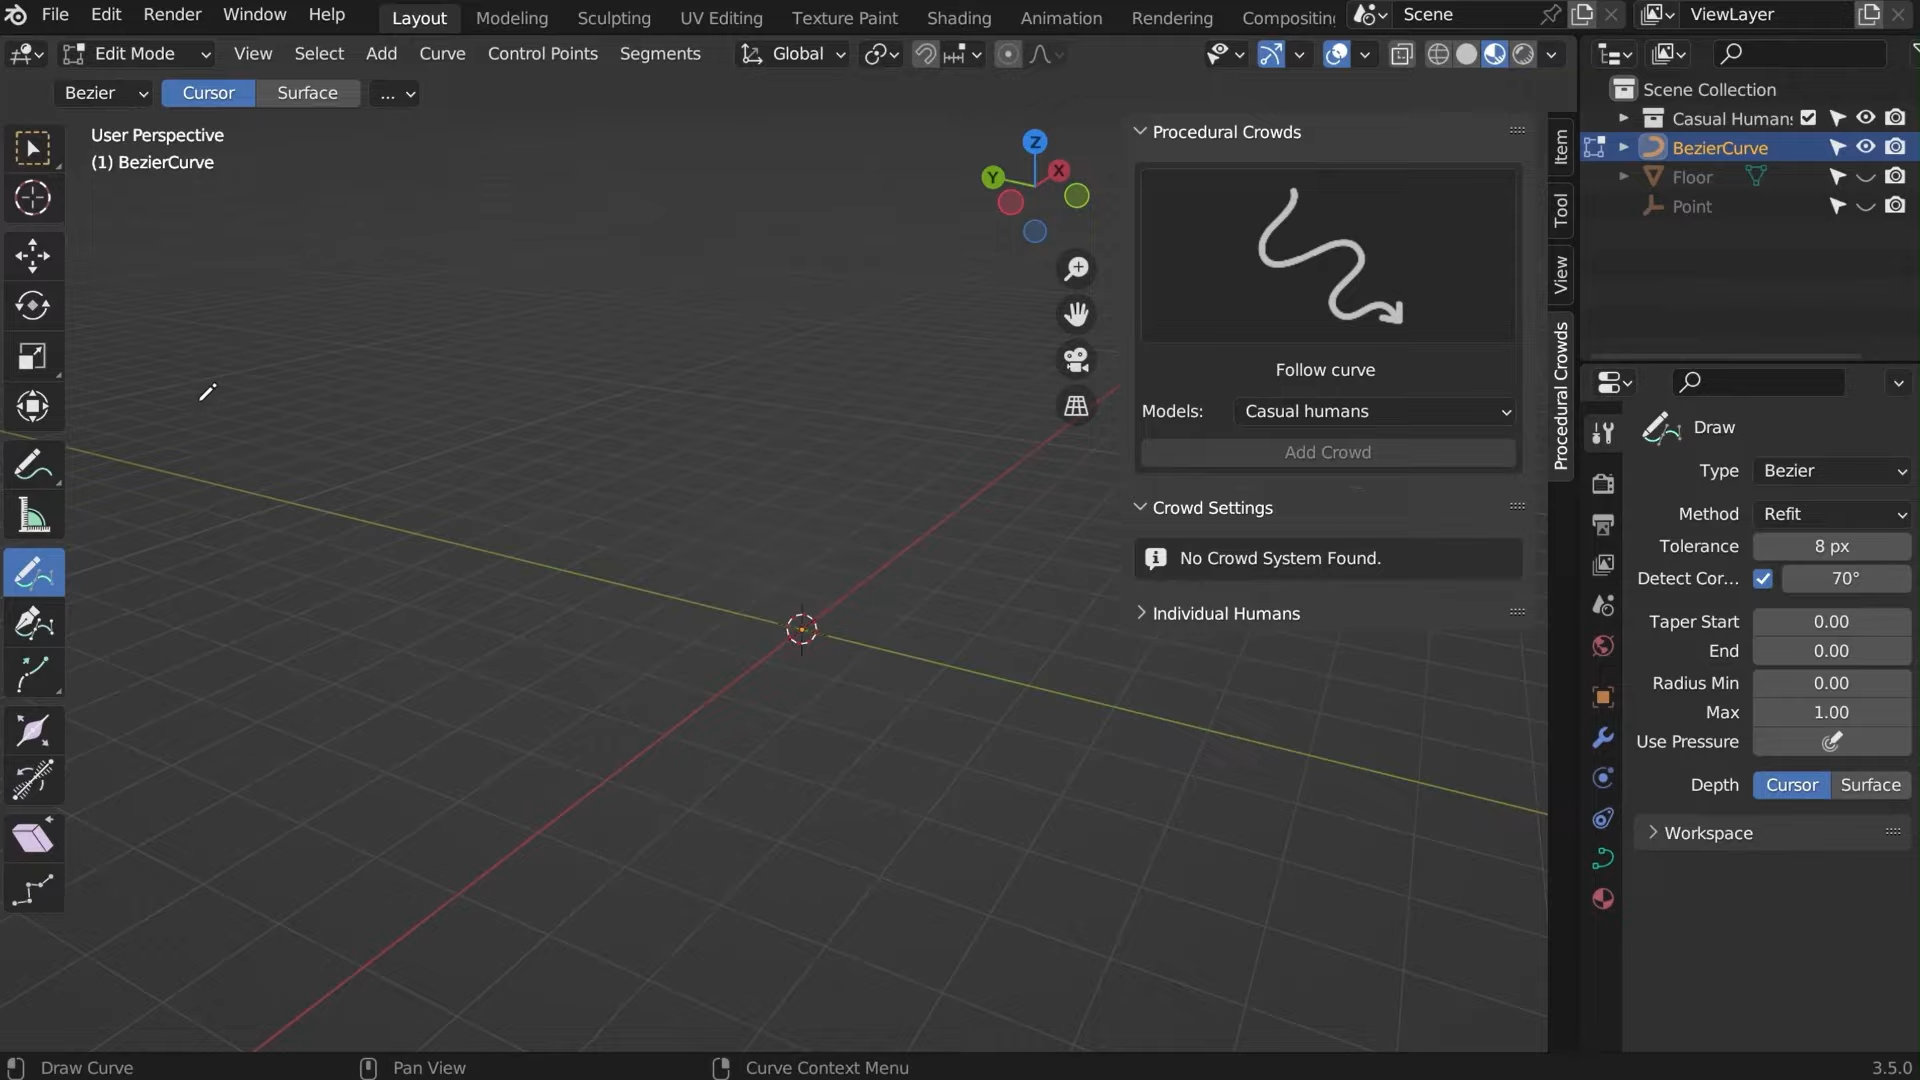 File Edit Render Window Help Layout Modeling Sculpting UV Editing Texture Paint Shading Animation Rendering Compositin Scene ViewLayer
Edit Mode View Select Add Curve Control Points Segments Global
Bezier Cursor Surface ...
User Perspective
(1) BezierCurve
Z
Y
X
Procedural Crowds
Follow curve
Models: Casual humans
Add Crowd
Crowd Settings
No Crowd System Found.
Individual Humans
Item
Tool
View
Procedural Crowds
Scene Collection
Casual Humans
BezierCurve
Floor
Point
Draw
Type Bezier
Method Refit
Tolerance 8 px
Detect Cor... 70°
Taper Start 0.00
End 0.00
Radius Min 0.00
Max 1.00
Use Pressure
Depth Cursor Surface
Workspace
Draw Curve Pan View Curve Context Menu 3.5.0